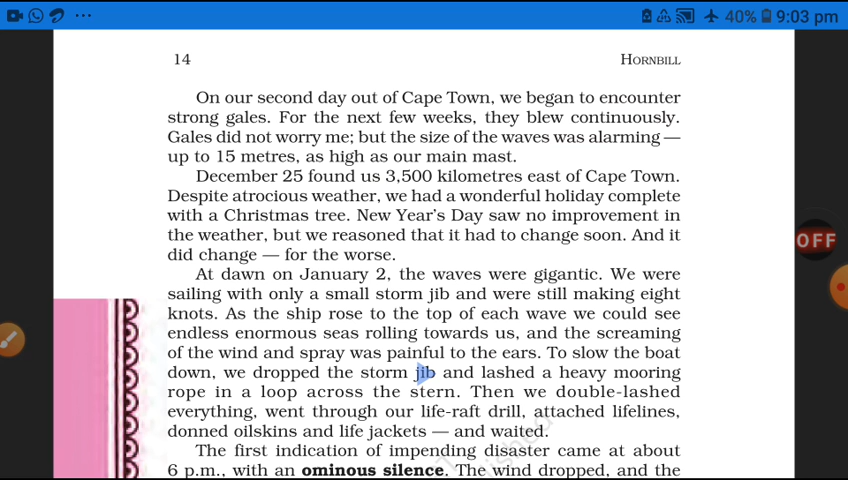 40% 9:03 pm
14 HORNBILL
On our second day out of Cape Town, we began to encounter
strong gales. For the next few weeks, they blew continuously.
Gales did not worry me; but the size of the waves was alarming —
up to 15 metres, as high as our main mast.
December 25 found us 3,500 kilometres east of Cape Town.
Despite atrocious weather, we had a wonderful holiday complete
with a Christmas tree. New Year's Day saw no improvement in
the weather, but we reasoned that it had to change soon. And it
did change — for the worse.
At dawn on January 2, the waves were gigantic. We were
sailing with only a small storm jib and were still making eight
knots. As the ship rose to the top of each wave we could see
endless enormous seas rolling towards us, and the screaming
of the wind and spray was painful to the ears. To slow the boat
down, we dropped the storm jib and lashed a heavy mooring
rope in a loop across the stern. Then we double-lashed
everything, went through our life-raft drill, attached lifelines,
donned oilskins and life jackets — and waited.
The first indication of impending disaster came at about
6 p.m., with an ominous silence. The wind dropped, and the
OFF